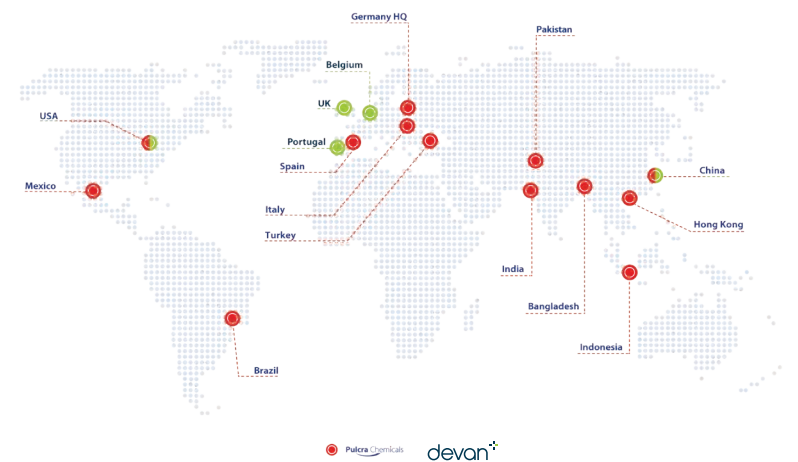 Germany HQ
Pakistan
Belgium
UK
USA
Portugal
Spain
China
Mexico
Italy
Hong Kong
Turkey
India
Bangladesh
Indonesia
Brazil
Pulcra Chemicals
devan